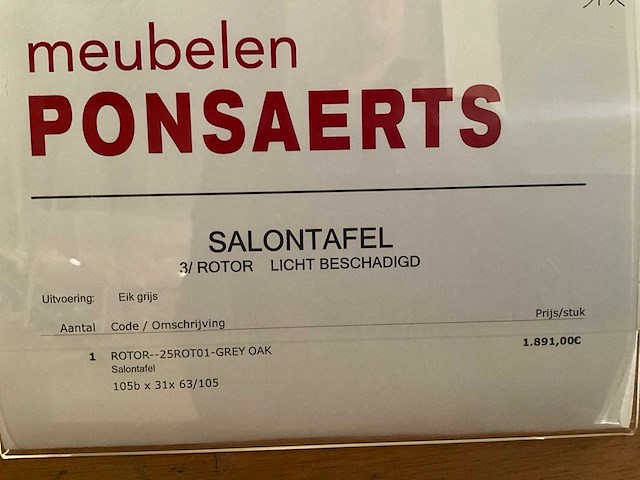 meubelen
PONSAERTS
SALONTAFEL
3/ ROTOR LICHT BESCHADIGD
Uitvoering: Eik grijs
Aantal Code / Omschrijving Prijs/stuk
1 ROTOR--25ROT01-GREY OAK 1.891,00€
Salontafel
105b x 31x 63/105